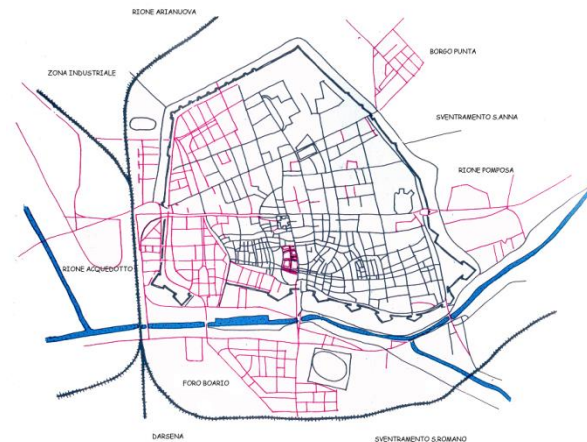 RIONE ARIANUOVA
BORGO PUNTA
ZONA INDUSTRIALE
SVENTRAMENTO S.ANNA
RIONE POMPOSA
RIONE ACQUEDOTTO
FORO BOARIO
DARSENA
SVENTRAMENTO S.ROMANO